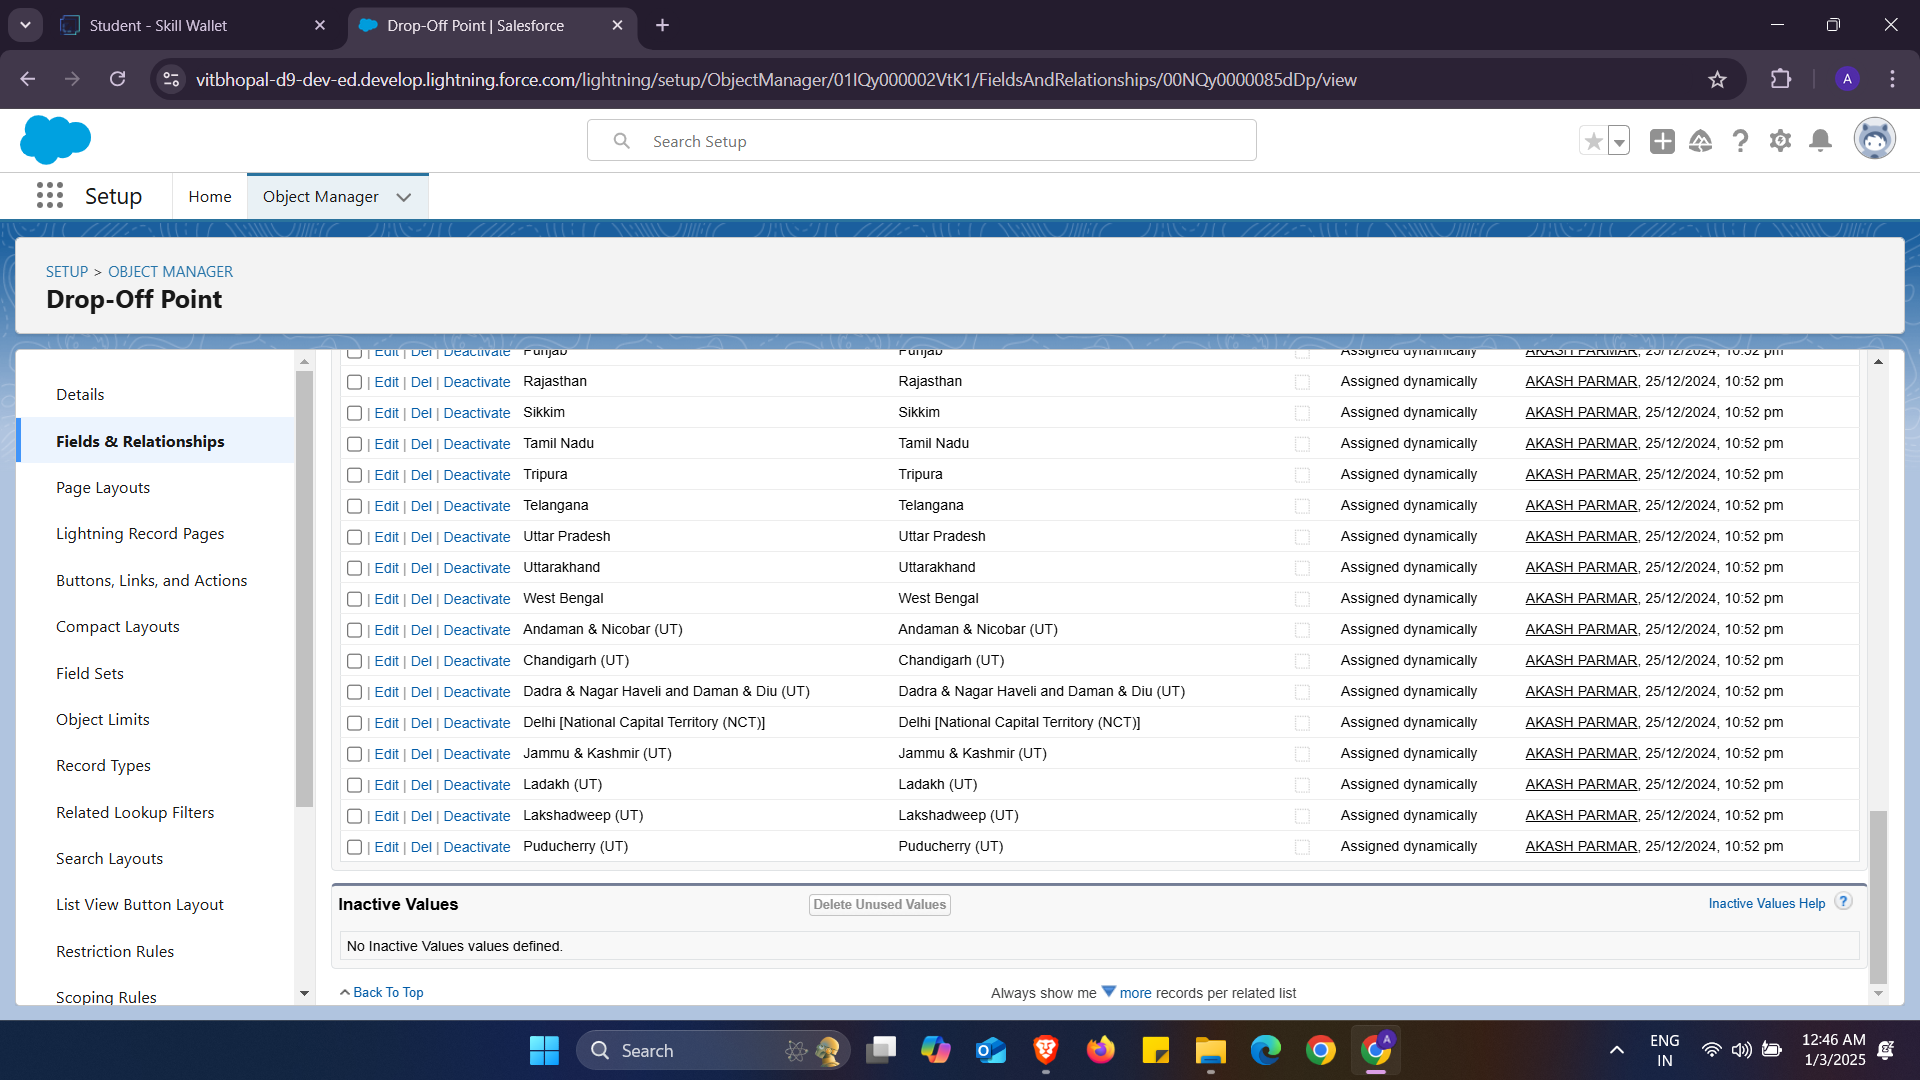 Student - Skill Wallet
Drop-Off Point | Salesforce
vitbhopal-d9-dev-ed.develop.lightning.force.com/lightning/setup/ObjectManager/01IQy000002VtK1/FieldsAndRelationships/00NQy0000085dDp/view
A
Search Setup
Setup
Home
Object Manager
SETUP > OBJECT MANAGER
Drop-Off Point
Details
Fields & Relationships
Page Layouts
Lightning Record Pages
Buttons, Links, and Actions
Compact Layouts
Field Sets
Object Limits
Record Types
Related Lookup Filters
Search Layouts
List View Button Layout
Restriction Rules
Scoping Rules
| Edit | Del | Deactivate Punjab Punjab Assigned dynamically AKASH PARMAR, 25/12/2024, 10:52 pm
| Edit | Del | Deactivate Rajasthan Rajasthan Assigned dynamically AKASH PARMAR, 25/12/2024, 10:52 pm
| Edit | Del | Deactivate Sikkim Sikkim Assigned dynamically AKASH PARMAR, 25/12/2024, 10:52 pm
| Edit | Del | Deactivate Tamil Nadu Tamil Nadu Assigned dynamically AKASH PARMAR, 25/12/2024, 10:52 pm
| Edit | Del | Deactivate Tripura Tripura Assigned dynamically AKASH PARMAR, 25/12/2024, 10:52 pm
| Edit | Del | Deactivate Telangana Telangana Assigned dynamically AKASH PARMAR, 25/12/2024, 10:52 pm
| Edit | Del | Deactivate Uttar Pradesh Uttar Pradesh Assigned dynamically AKASH PARMAR, 25/12/2024, 10:52 pm
| Edit | Del | Deactivate Uttarakhand Uttarakhand Assigned dynamically AKASH PARMAR, 25/12/2024, 10:52 pm
| Edit | Del | Deactivate West Bengal West Bengal Assigned dynamically AKASH PARMAR, 25/12/2024, 10:52 pm
| Edit | Del | Deactivate Andaman & Nicobar (UT) Andaman & Nicobar (UT) Assigned dynamically AKASH PARMAR, 25/12/2024, 10:52 pm
| Edit | Del | Deactivate Chandigarh (UT) Chandigarh (UT) Assigned dynamically AKASH PARMAR, 25/12/2024, 10:52 pm
| Edit | Del | Deactivate Dadra & Nagar Haveli and Daman & Diu (UT) Dadra & Nagar Haveli and Daman & Diu (UT) Assigned dynamically AKASH PARMAR, 25/12/2024, 10:52 pm
| Edit | Del | Deactivate Delhi [National Capital Territory (NCT)] Delhi [National Capital Territory (NCT)] Assigned dynamically AKASH PARMAR, 25/12/2024, 10:52 pm
| Edit | Del | Deactivate Jammu & Kashmir (UT) Jammu & Kashmir (UT) Assigned dynamically AKASH PARMAR, 25/12/2024, 10:52 pm
| Edit | Del | Deactivate Ladakh (UT) Ladakh (UT) Assigned dynamically AKASH PARMAR, 25/12/2024, 10:52 pm
| Edit | Del | Deactivate Lakshadweep (UT) Lakshadweep (UT) Assigned dynamically AKASH PARMAR, 25/12/2024, 10:52 pm
| Edit | Del | Deactivate Puducherry (UT) Puducherry (UT) Assigned dynamically AKASH PARMAR, 25/12/2024, 10:52 pm
Inactive Values Delete Unused Values Inactive Values Help ?
No Inactive Values values defined.
Back To Top Always show me more records per related list
Search
A
ENG
IN
12:46 AM
1/3/2025